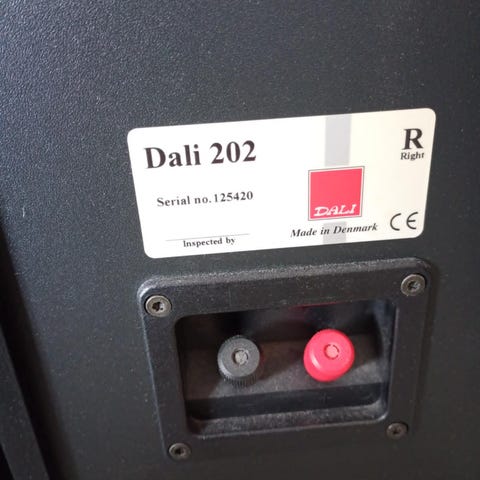 Dali 202
R
Right
Serial no. 125420
DALI
Made in Denmark CE
Inspected by